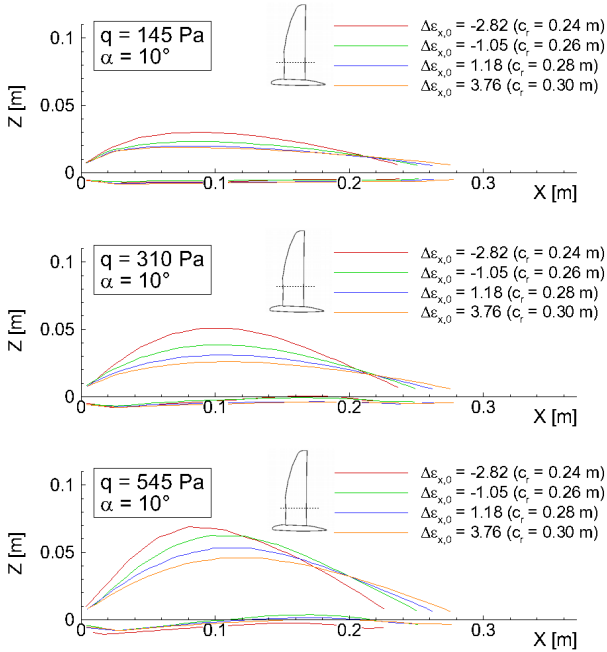 0.1
q = 145 Pa
α = 10°
Δε_x,0 = -2.82 (c_r = 0.24 m)
Δε_x,0 = -1.05 (c_r = 0.26 m)
Δε_x,0 = 1.18 (c_r = 0.28 m)
Δε_x,0 = 3.76 (c_r = 0.30 m)
Z [m]
0.05
0
0 0.1 0.2 0.3
X [m]
0.1
q = 310 Pa
α = 10°
Δε_x,0 = -2.82 (c_r = 0.24 m)
Δε_x,0 = -1.05 (c_r = 0.26 m)
Δε_x,0 = 1.18 (c_r = 0.28 m)
Δε_x,0 = 3.76 (c_r = 0.30 m)
Z [m]
0.05
0
0 0.1 0.2 0.3
X [m]
0.1
q = 545 Pa
α = 10°
Δε_x,0 = -2.82 (c_r = 0.24 m)
Δε_x,0 = -1.05 (c_r = 0.26 m)
Δε_x,0 = 1.18 (c_r = 0.28 m)
Δε_x,0 = 3.76 (c_r = 0.30 m)
Z [m]
0.05
0
0 0.1 0.2 0.3
X [m]